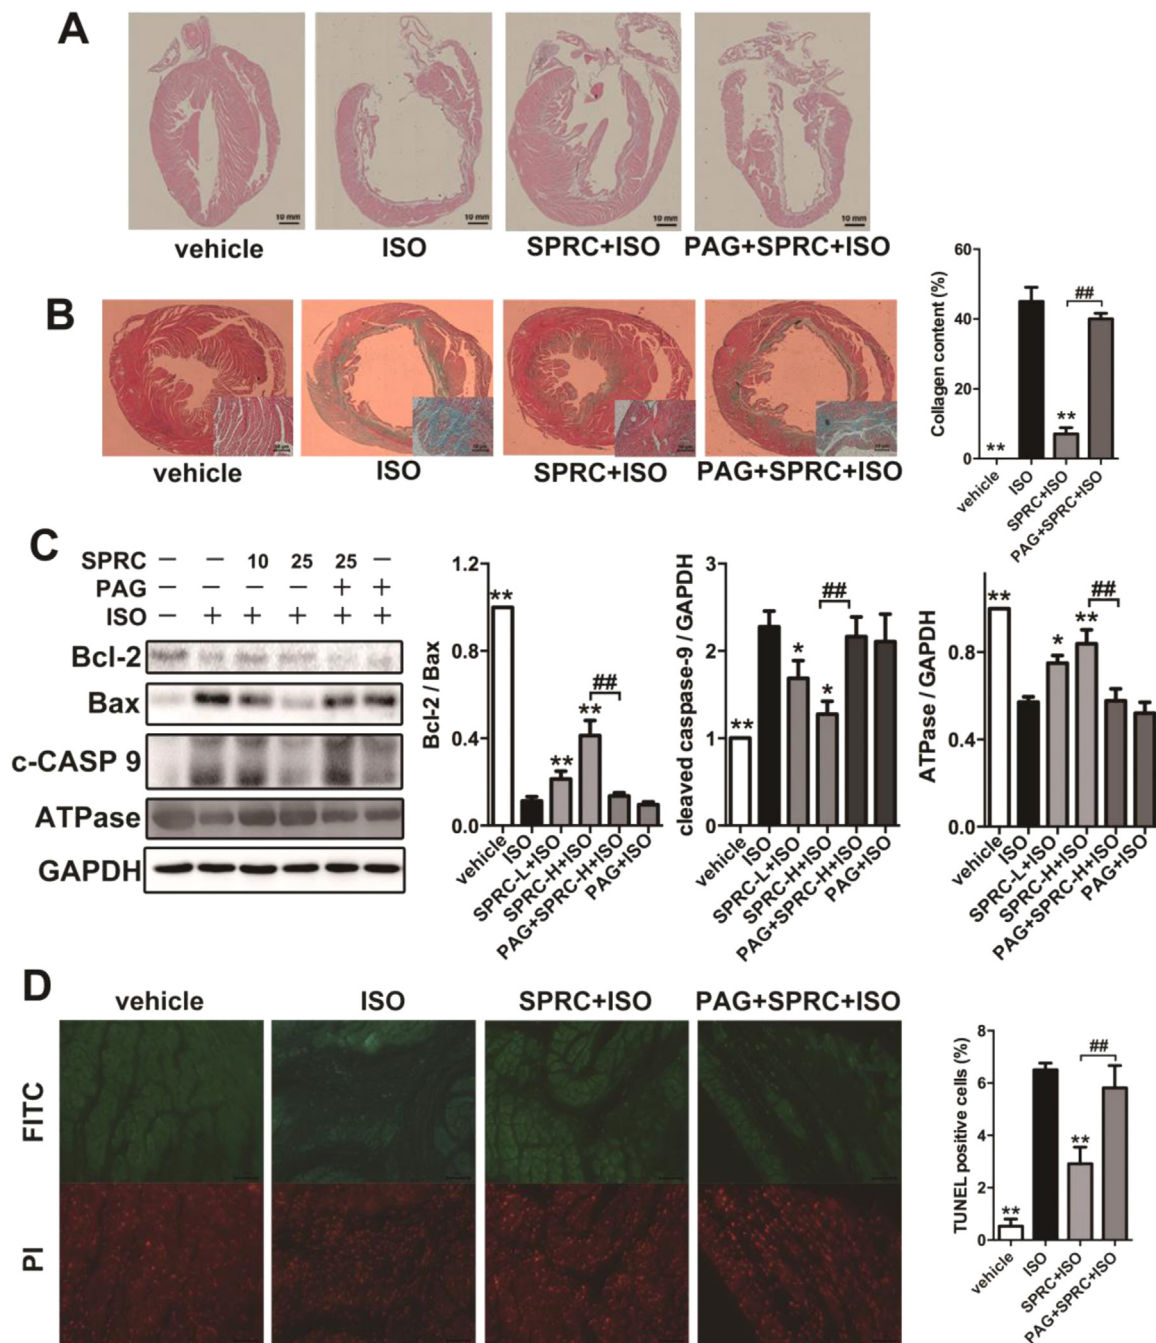 A
10 mm
10 mm
10 mm
10 mm
vehicle ISO SPRC+ISO PAG+SPRC+ISO
B
vehicle ISO SPRC+ISO PAG+SPRC+ISO
Collagen content (%)
60
40
20
0
**
**
##
vehicle
ISO
SPRC+ISO
PAG+SPRC+ISO
C
SPRC — — 10 25 25 —
PAG — — — — + +
ISO — + + + + +
Bcl-2
Bax
c-CASP 9
ATPase
GAPDH
Bcl-2 / Bax
1.2
0.8
0.4
0.0
**
**
**
##
vehicle
ISO
SPRC-L+ISO
SPRC-H+ISO
PAG+SPRC-H+ISO
PAG+ISO
cleaved caspase-9 / GAPDH
3
2
1
0
**
*
*
##
vehicle
ISO
SPRC-L+ISO
SPRC-H+ISO
PAG+SPRC-H+ISO
PAG+ISO
ATPase / GAPDH
0.8
0.4
0.0
**
*
**
##
vehicle
ISO
SPRC-L+ISO
SPRC-H+ISO
PAG+SPRC-H+ISO
PAG+ISO
D
vehicle ISO SPRC+ISO PAG+SPRC+ISO
FITC
PI
TUNEL positive cells (%)
8
6
4
2
0
**
**
##
vehicle
ISO
SPRC+ISO
PAG+SPRC+ISO